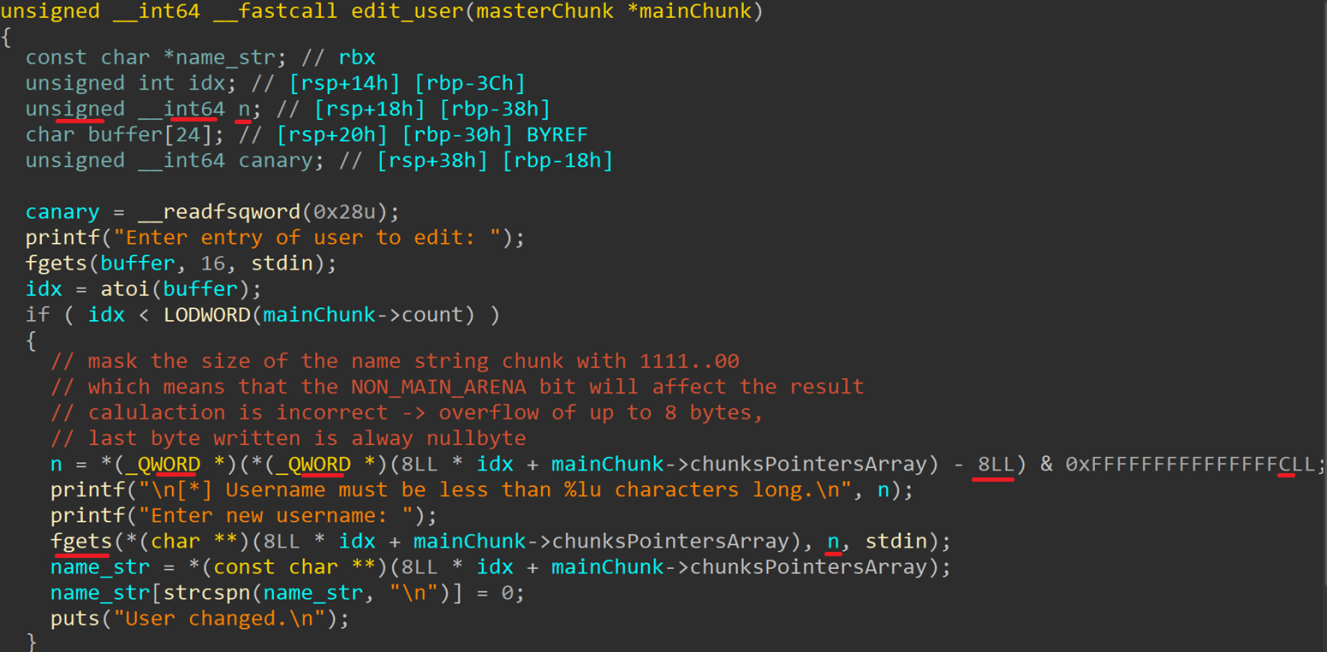 unsigned __int64 __fastcall edit_user(masterChunk *mainChunk)
{
const char *name_str; // rbx
unsigned int idx; // [rsp+14h] [rbp-3Ch]
unsigned __int64 n; // [rsp+18h] [rbp-38h]
char buffer[24]; // [rsp+20h] [rbp-30h] BYREF
unsigned __int64 canary; // [rsp+38h] [rbp-18h]
canary = __readfsqword(0x28u);
printf("Enter entry of user to edit: ");
fgets(buffer, 16, stdin);
idx = atoi(buffer);
if ( idx < LODWORD(mainChunk->count) )
{
// mask the size of the name string chunk with 1111..00
// which means that the NON_MAIN_ARENA bit will affect the result
// calulaction is incorrect -> overflow of up to 8 bytes,
// last byte written is alway nullbyte
n = *(_QWORD *)(*(_QWORD *)(8LL * idx + mainChunk->chunksPointersArray) - 8LL) & 0xFFFFFFFFFFFFFFFCLL;
printf("\n[*] Username must be less than %lu characters long.\n", n);
printf("Enter new username: ");
fgets(*(char **)(8LL * idx + mainChunk->chunksPointersArray), n, stdin);
name_str = *(const char **)(8LL * idx + mainChunk->chunksPointersArray);
name_str[strcspn(name_str, "\n")] = 0;
puts("User changed.\n");
}